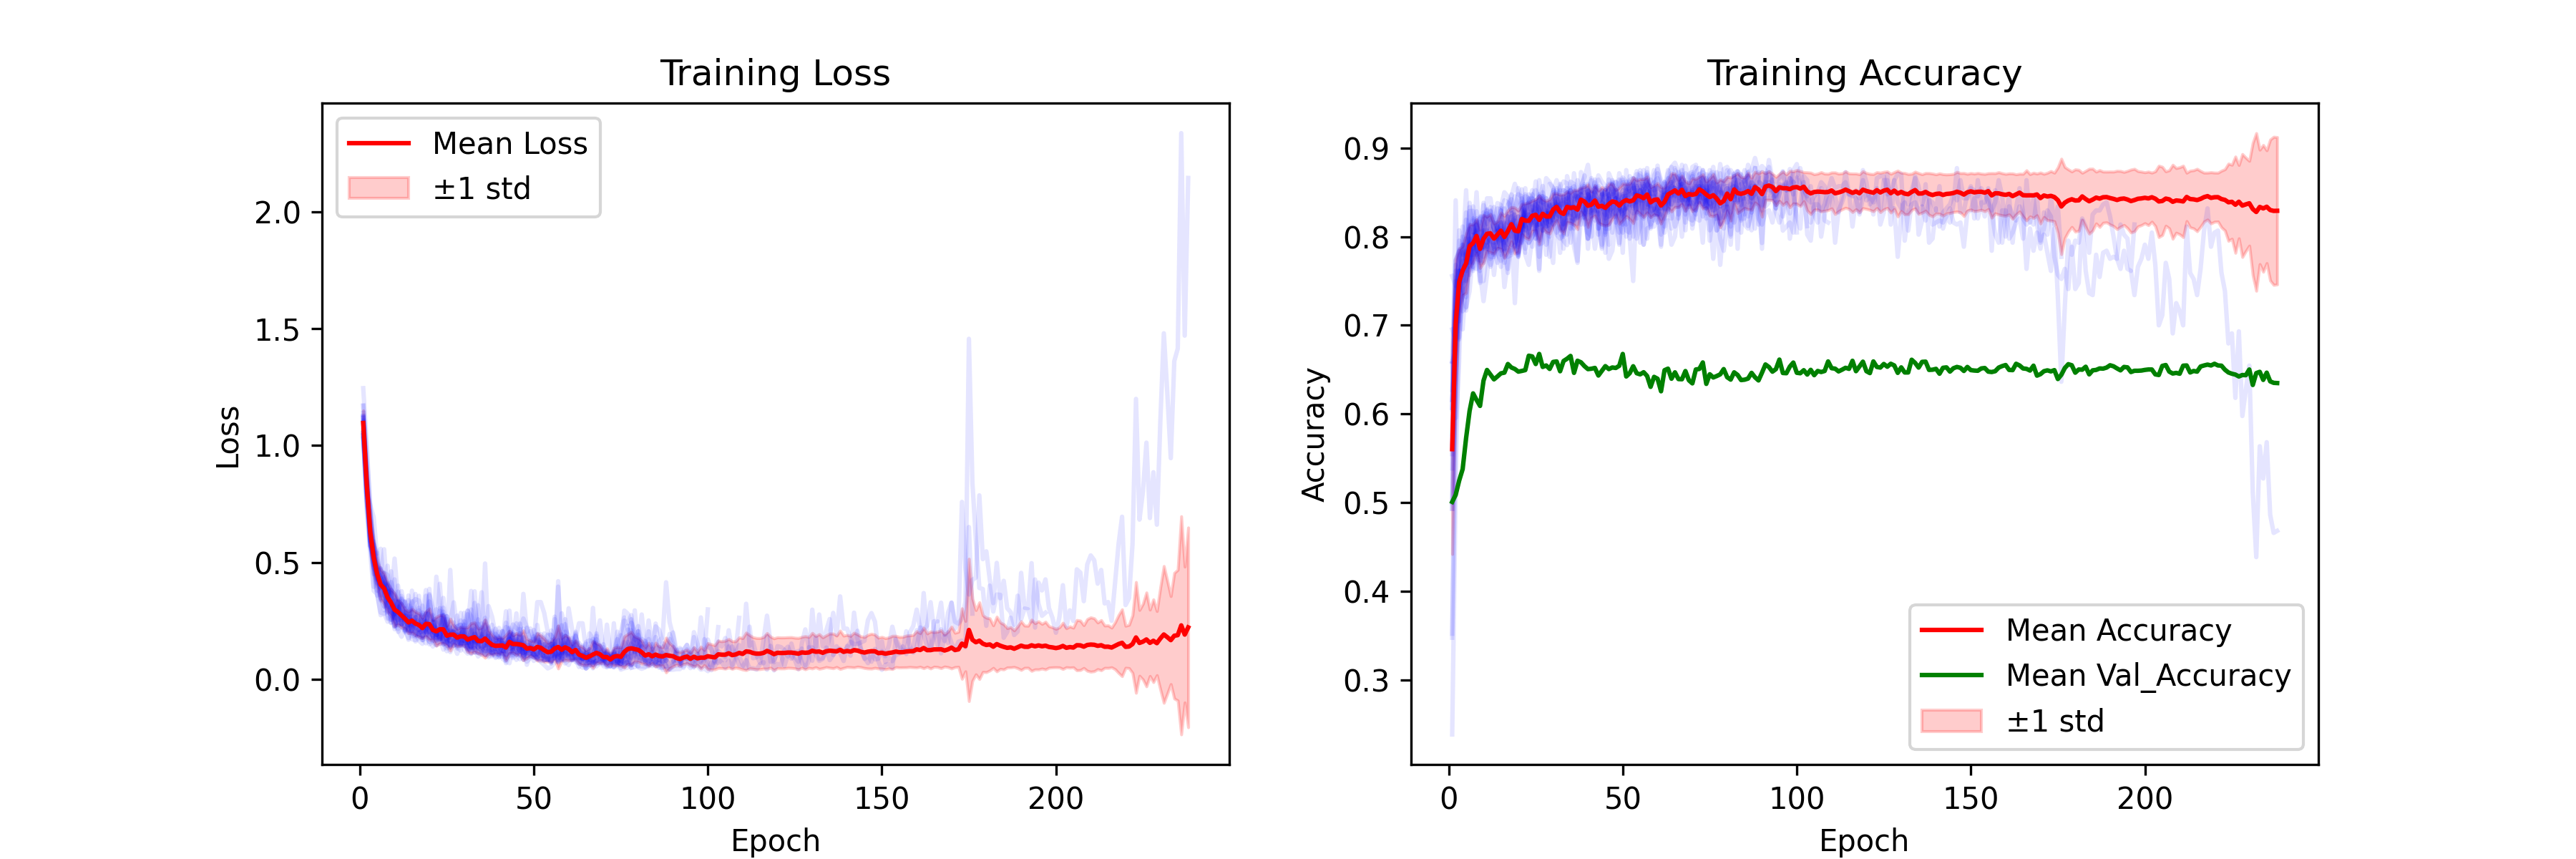 Training Loss
Mean Loss
±1 std
2.0
1.5
1.0
0.5
0.0
Loss
0 50 100 150 200
Epoch
Training Accuracy
0.9
0.8
0.7
0.6
0.5
0.4
0.3
Accuracy
Mean Accuracy
Mean Val_Accuracy
±1 std
0 50 100 150 200
Epoch